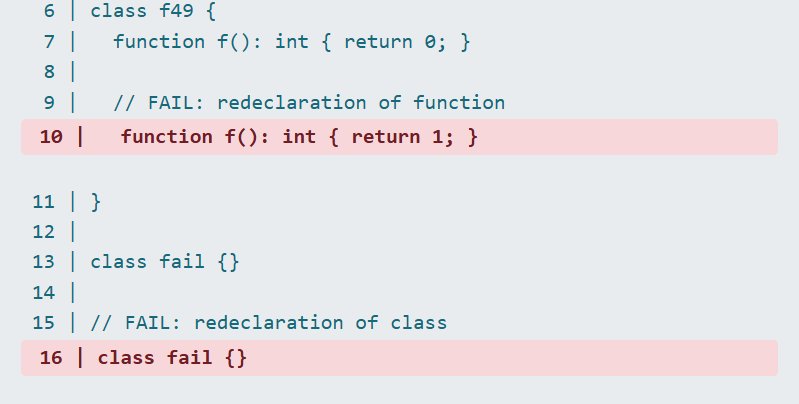 6 | class f49 {
7 |   function f(): int { return 0; }
8 |
9 |   // FAIL: redeclaration of function
10 |   function f(): int { return 1; }
11 | }
12 |
13 | class fail {}
14 |
15 | // FAIL: redeclaration of class
16 | class fail {}